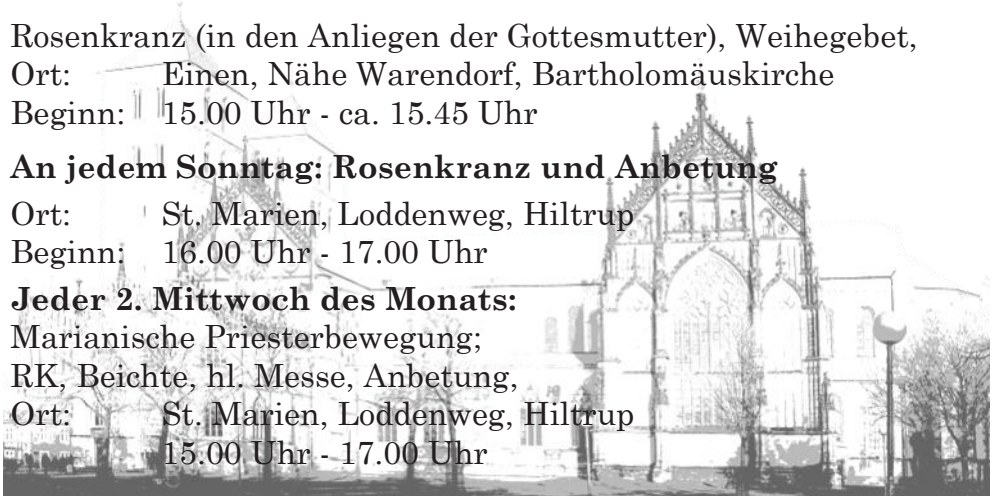 Rosenkranz (in den Anliegen der Gottesmutter), Weihegebet,
Ort: Einen, Nähe Warendorf, Bartholomäuskirche
Beginn: 15.00 Uhr - ca. 15.45 Uhr
An jedem Sonntag: Rosenkranz und Anbetung
Ort: St. Marien, Loddenweg, Hiltrup
Beginn: 16.00 Uhr - 17.00 Uhr
Jeder 2. Mittwoch des Monats:
Marianische Priesterbewegung;
RK, Beichte, hl. Messe, Anbetung,
Ort: St. Marien, Loddenweg, Hiltrup
15.00 Uhr - 17.00 Uhr